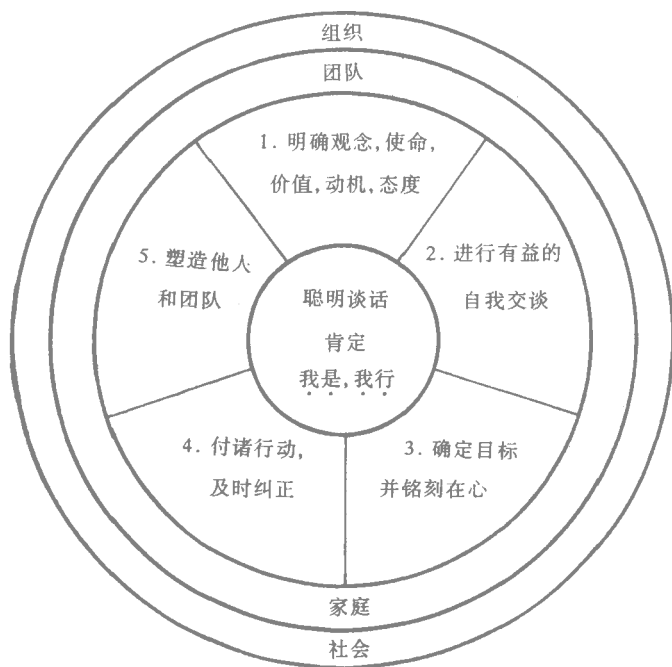 组织
团队
1. 明确观念,使命,
价值,动机,态度
2. 进行有益的
自我交谈
3. 确定目标
并铭刻在心
4. 付诸行动,
及时纠正
5. 塑造他人
和团队
聪明谈话
肯定
我是,我行
家庭
社会